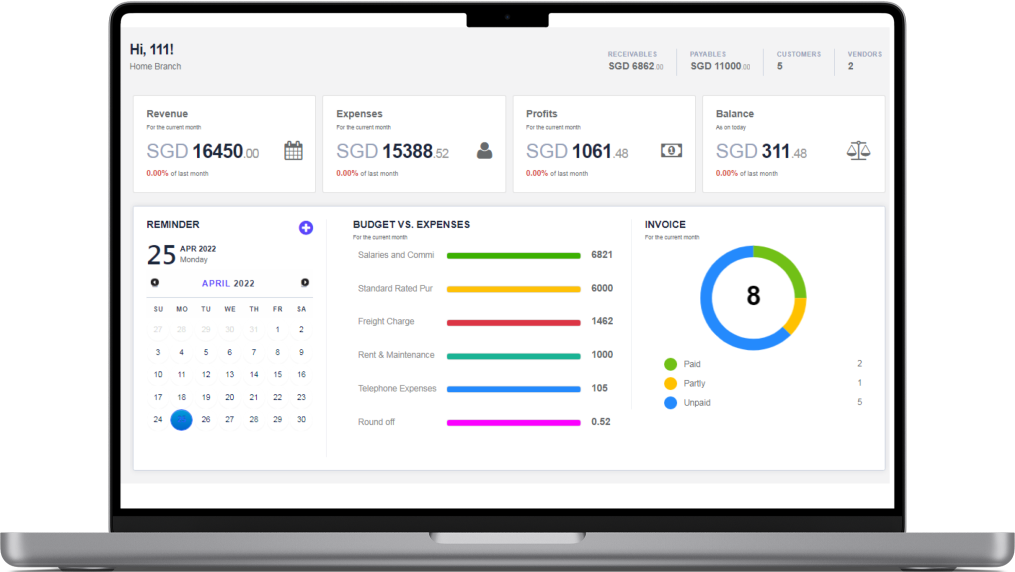 Hi, 111!
Home Branch
RECEIVABLES
SGD 6862.00
PAYABLES
SGD 11000.00
CUSTOMERS
5
VENDORS
2
Revenue
For the current month
SGD 16450.00
0.00% of last month
Expenses
For the current month
SGD 15388.52
0.00% of last month
Profits
For the current month
SGD 1061.48
0.00% of last month
Balance
As on today
SGD 311.48
0.00% of last month
REMINDER
25 APR 2022
Monday
APRIL 2022
SU MO TU WE TH FR SA
27 28 29 30 31 1 2
3 4 5 6 7 8 9
10 11 12 13 14 15 16
17 18 19 20 21 22 23
24 25 26 27 28 29 30
BUDGET VS. EXPENSES
For the current month
Salaries and Commi 6821
Standard Rated Pur 6000
Freight Charge 1462
Rent & Maintenance 1000
Telephone Expenses 105
Round off 0.52
INVOICE
For the current month
8
Paid 2
Partly 1
Unpaid 5